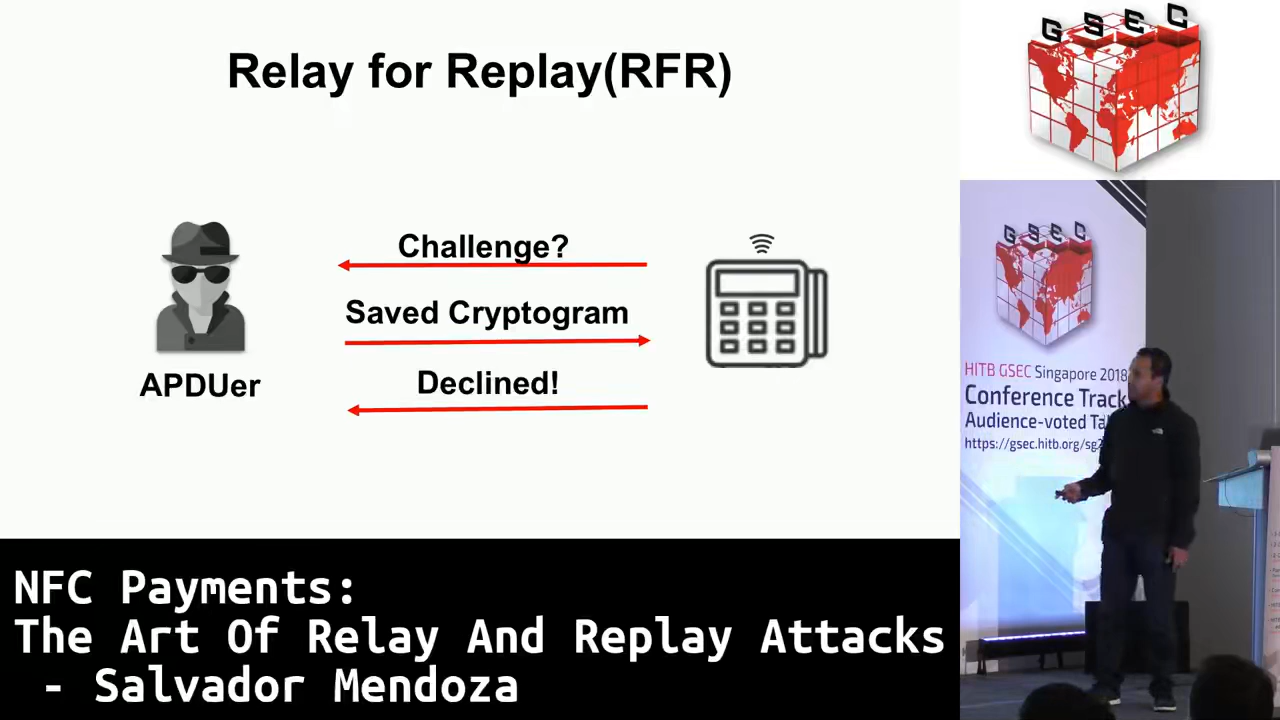 Relay for Replay(RFR)
Challenge?
Saved Cryptogram
Declined!
APDUer
NFC Payments:
The Art Of Relay And Replay Attacks
- Salvador Mendoza
GSEC
GSEC
HITB GSEC Singapore 2018
Conference Track
Audience-voted Ta
https://gsec.hitb.org/sg2